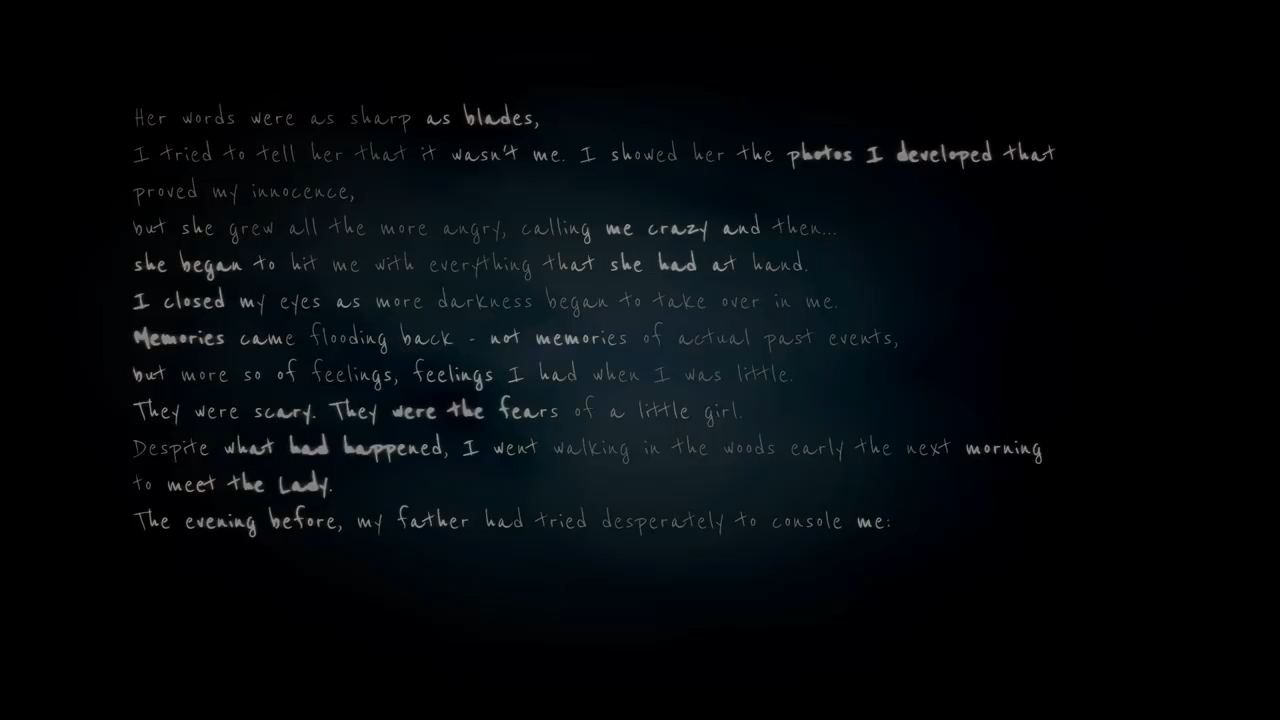 Her words were as sharp as blades,
I tried to tell her that it wasn't me. I showed her the photos I developed that
proved my innocence,
but she grew all the more angry, calling me crazy and then...
she began to hit me with everything that she had at hand.
I closed my eyes as more darkness began to take over in me.
Memories came flooding back - not memories of actual past events,
but more so of feelings, feelings I had when I was little.
They were scary. They were the fears of a little girl.
Despite what had happened, I went walking in the woods early the next morning
to meet the Lady.
The evening before, my father had tried desperately to console me: